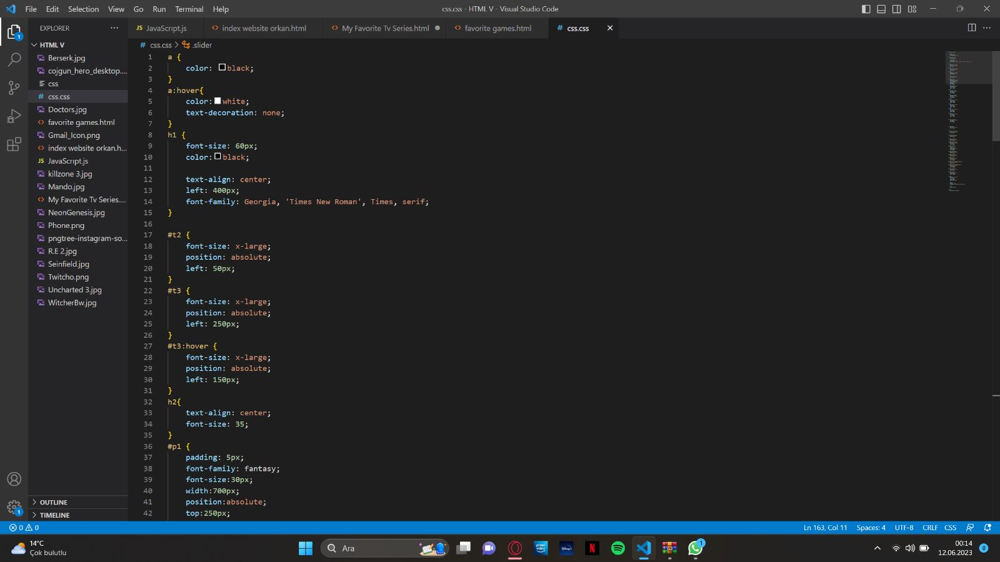 File Edit Selection View Go Run Terminal Help
css.css - HTML V - Visual Studio Code
EXPLORER
JS JavaScript.js
<> index website orkan.html
<> My Favorite Tv Series.html
<> favorite games.html
# css.css
# css.css > .slider
HTML V
Berserk.jpg
cojgun_hero_desktop....
css
# css.css
Doctors.jpg
<> favorite games.html
Gmail_Icon.png
<> index website orkan.h...
JS JavaScript.js
killzone 3.jpg
Mando.jpg
<> My Favorite Tv Series....
NeonGenesis.jpg
Phone.png
pngtree-instagram-so...
R.E 2.jpg
Seinfield.jpg
Twitcho.png
Uncharted 3.jpg
WitcherBw.jpg
OUTLINE
TIMELINE
1 a {
2 color: black;
3 }
4 a:hover{
5 color: white;
6 text-decoration: none;
7 }
8 h1 {
9 font-size: 60px;
10 color: black;
11
12 text-align: center;
13 left: 400px;
14 font-family: Georgia, 'Times New Roman', Times, serif;
15 }
16
17 #t2 {
18 font-size: x-large;
19 position: absolute;
20 left: 50px;
21 }
22 #t3 {
23 font-size: x-large;
24 position: absolute;
25 left: 250px;
26 }
27 #t3:hover {
28 font-size: x-large;
29 position: absolute;
30 left: 150px;
31 }
32 h2{
33 text-align: center;
34 font-size: 35;
35 }
36 #p1 {
37 padding: 5px;
38 font-family: fantasy;
39 font-size:30px;
40 width:700px;
41 position:absolute;
42 top:250px;
1
1
0 0
Ln 163, Col 11 Spaces: 4 UTF-8 CRLF CSS
14°C
Çok bulutlu
Ara
prime video
Disney+
N
1
00:14
12.06.2023
8